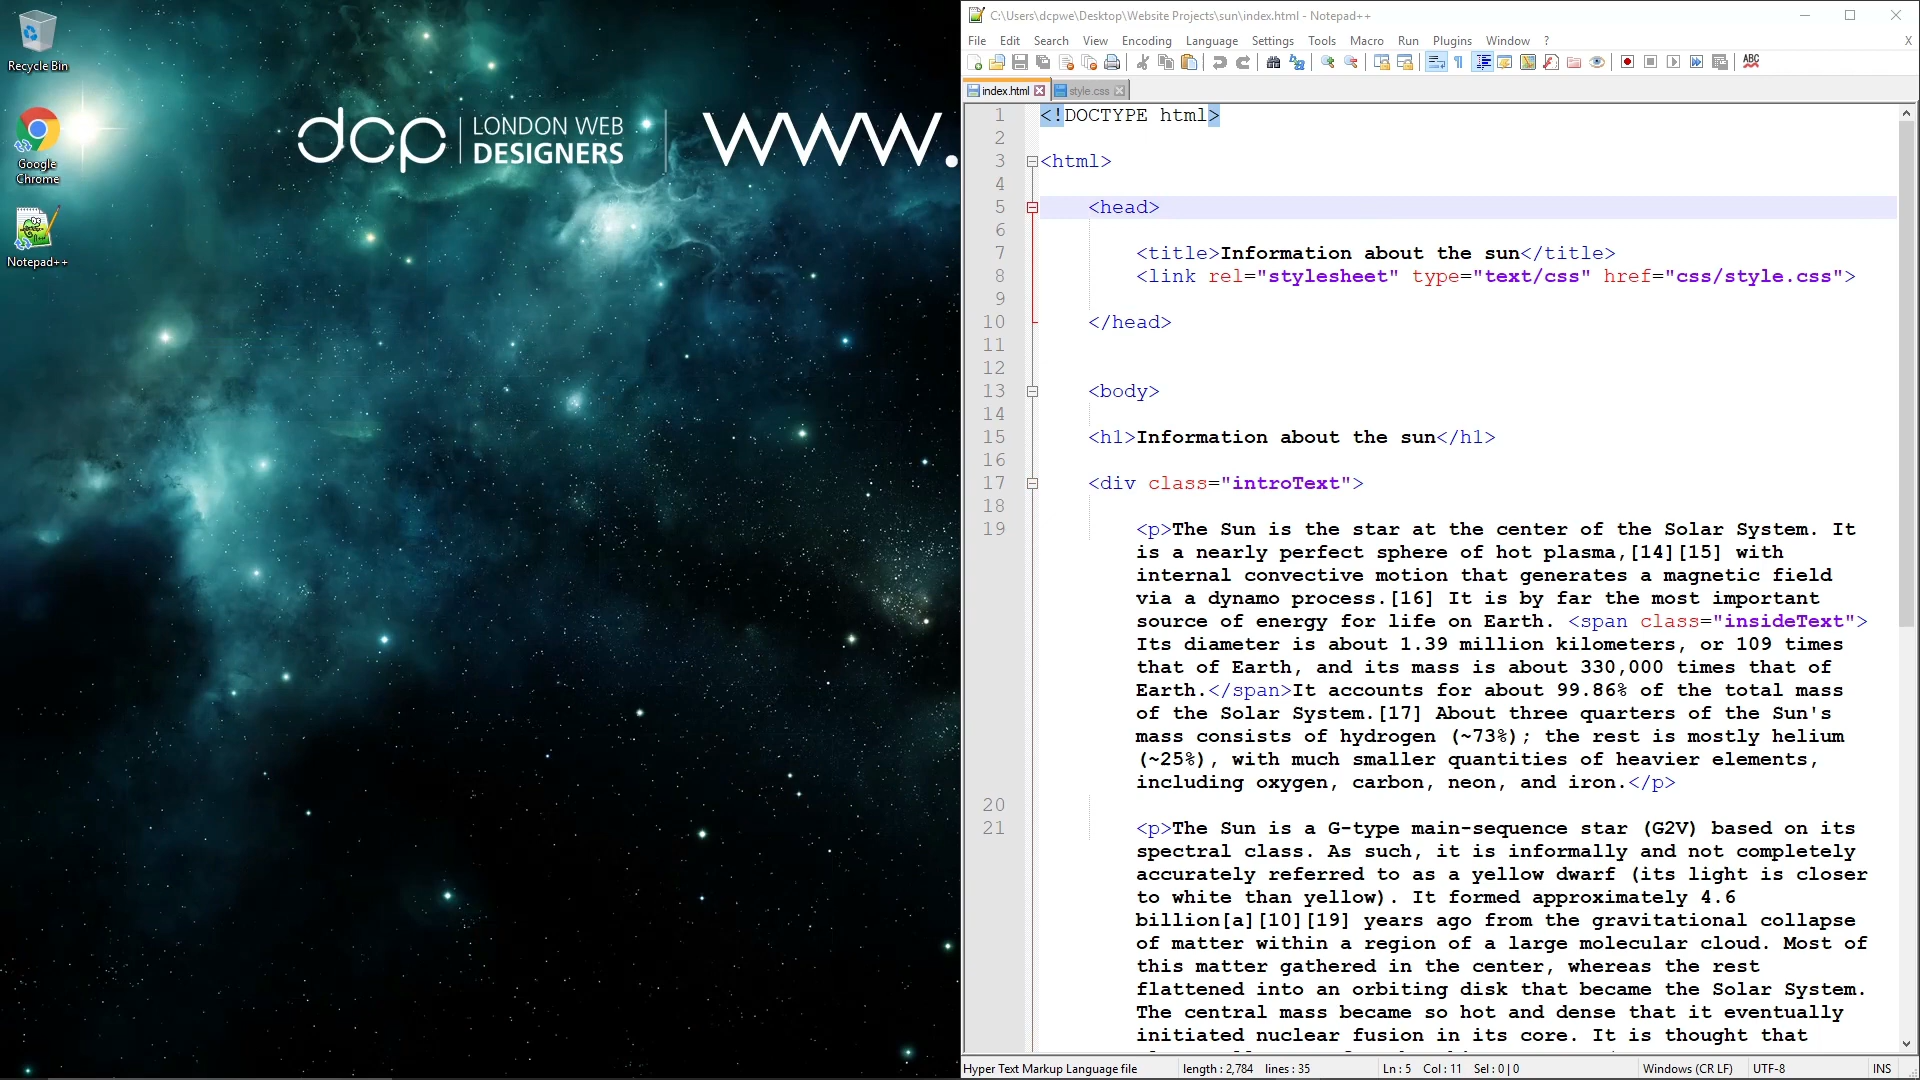 Recycle Bin
Google
Chrome
Notepad++
dcp
LONDON WEB
DESIGNERS
www.
C:\Users\dcpwe\Desktop\Website Projects\sun\index.html - Notepad++
File Edit Search View Encoding Language Settings Tools Macro Run Plugins Window ? X
ABC
index.html style.css
1 <!DOCTYPE html>
2
3 <html>
4
5 <head>
6
7 <title>Information about the sun</title>
8 <link rel="stylesheet" type="text/css" href="css/style.css">
9
10 </head>
11
12
13 <body>
14
15 <h1>Information about the sun</h1>
16
17 <div class="introText">
18
19 <p>The Sun is the star at the center of the Solar System. It
is a nearly perfect sphere of hot plasma,[14][15] with
internal convective motion that generates a magnetic field
via a dynamo process.[16] It is by far the most important
source of energy for life on Earth. <span class="insideText">
Its diameter is about 1.39 million kilometers, or 109 times
that of Earth, and its mass is about 330,000 times that of
Earth.</span>It accounts for about 99.86% of the total mass
of the Solar System.[17] About three quarters of the Sun's
mass consists of hydrogen (~73%); the rest is mostly helium
(~25%), with much smaller quantities of heavier elements,
including oxygen, carbon, neon, and iron.</p>
20
21 <p>The Sun is a G-type main-sequence star (G2V) based on its
spectral class. As such, it is informally and not completely
accurately referred to as a yellow dwarf (its light is closer
to white than yellow). It formed approximately 4.6
billion[a][10][19] years ago from the gravitational collapse
of matter within a region of a large molecular cloud. Most of
this matter gathered in the center, whereas the rest
flattened into an orbiting disk that became the Solar System.
The central mass became so hot and dense that it eventually
initiated nuclear fusion in its core. It is thought that
Hyper Text Markup Language file length : 2,784 lines : 35 Ln : 5 Col : 11 Sel : 0 | 0 Windows (CR LF) UTF-8 INS